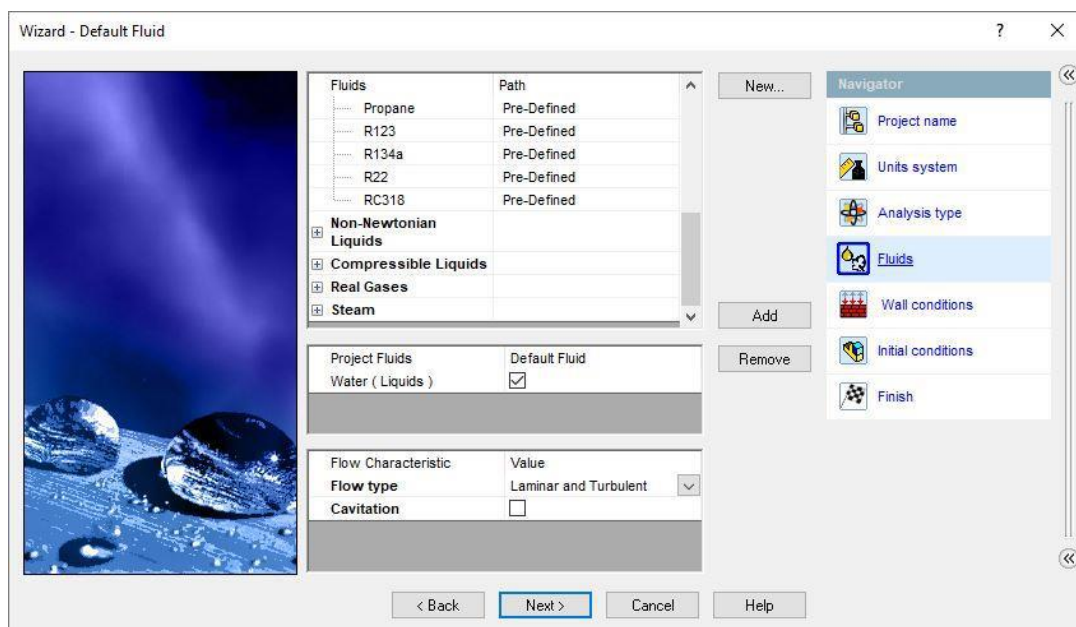 Wizard - Default Fluid
?
Fluids Path
Propane Pre-Defined
R123 Pre-Defined
R134a Pre-Defined
R22 Pre-Defined
RC318 Pre-Defined
Non-Newtonian
Liquids
Compressible Liquids
Real Gases
Steam
New...
Add
Project Fluids Default Fluid
Water ( Liquids )
Remove
Flow Characteristic Value
Flow type Laminar and Turbulent
Cavitation
Navigator
Project name
Units system
Analysis type
Fluids
Wall conditions
Initial conditions
Finish
< Back Next > Cancel Help